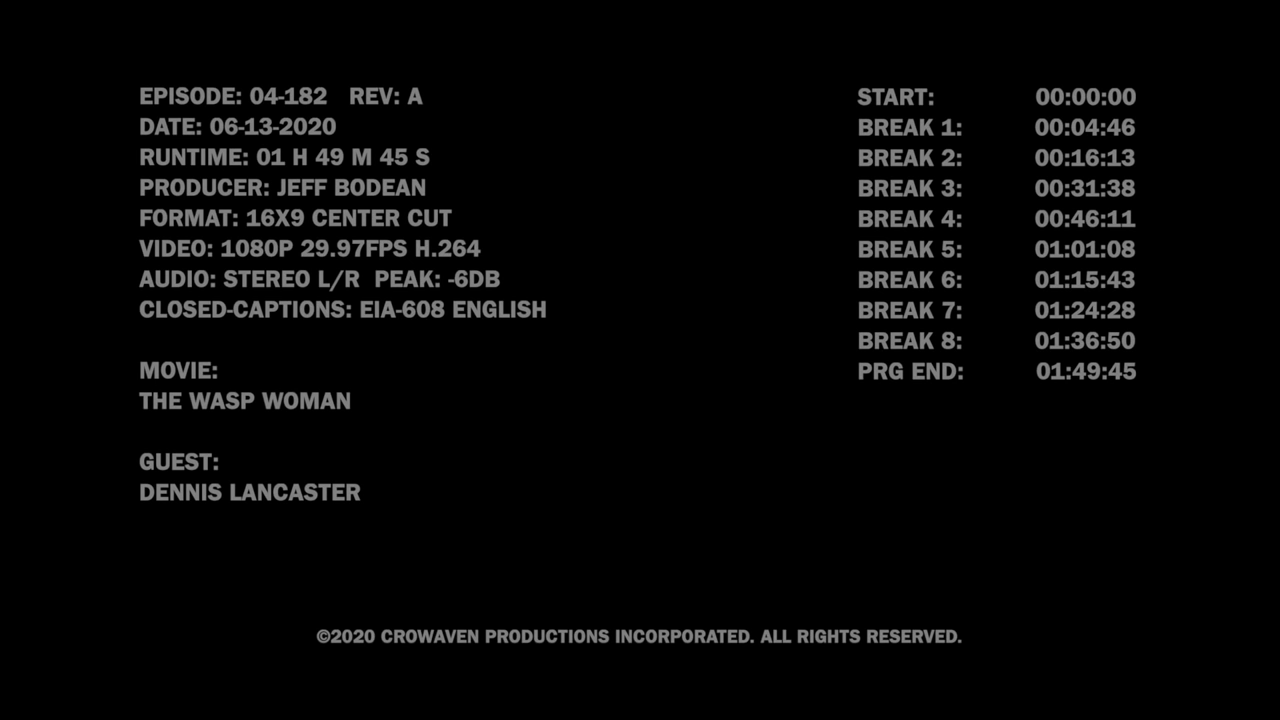 EPISODE: 04-182 REV: A
DATE: 06-13-2020
RUNTIME: 01 H 49 M 45 S
PRODUCER: JEFF BODEAN
FORMAT: 16X9 CENTER CUT
VIDEO: 1080P 29.97FPS H.264
AUDIO: STEREO L/R PEAK: -6DB
CLOSED-CAPTIONS: EIA-608 ENGLISH
MOVIE:
THE WASP WOMAN
GUEST:
DENNIS LANCASTER
START: 00:00:00
BREAK 1: 00:04:46
BREAK 2: 00:16:13
BREAK 3: 00:31:38
BREAK 4: 00:46:11
BREAK 5: 01:01:08
BREAK 6: 01:15:43
BREAK 7: 01:24:28
BREAK 8: 01:36:50
PRG END: 01:49:45
©2020 CROWAVEN PRODUCTIONS INCORPORATED. ALL RIGHTS RESERVED.